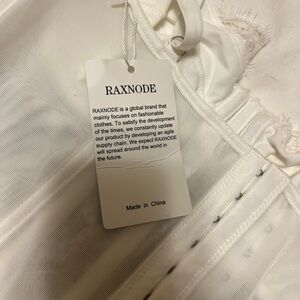 RAXNODE
RAXNODE is a global brand that
mainly focuses on fashionable
clothes. To satisfy the development
of the times, we constantly update
our product by developing an agile
supply chain. We expect RAXNODE
will spread around the world in
the future.
Made in China